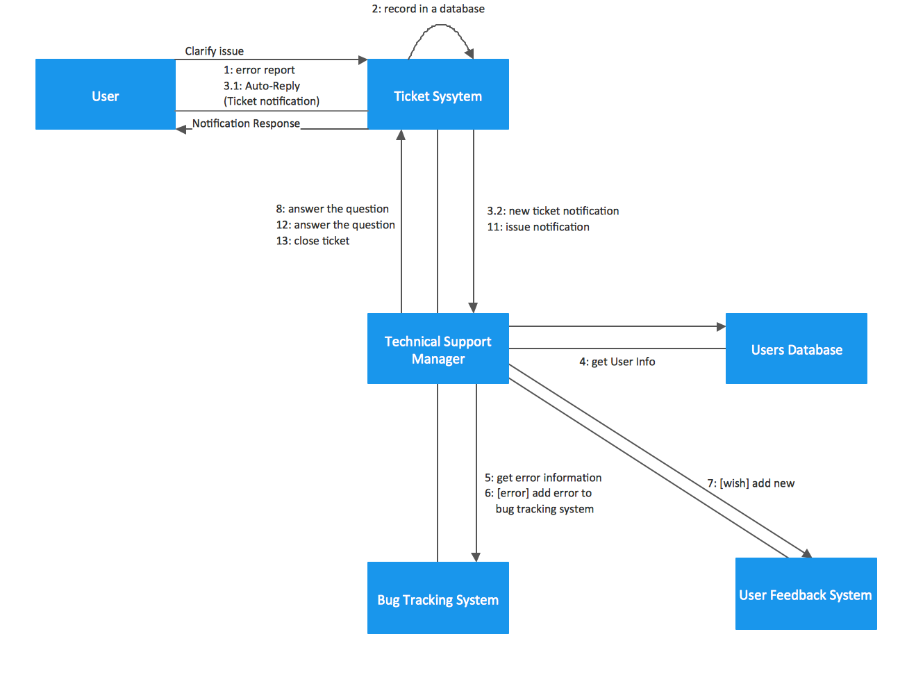 2: record in a database
Clarify issue
1: error report
3.1: Auto-Reply
(Ticket notification)
User
Ticket Sysytem
Notification Response
8: answer the question
12: answer the question
13: close ticket
3.2: new ticket notification
11: issue notification
Technical Support
Manager
Users Database
4: get User Info
5: get error information
6: [error] add error to
bug tracking system
7: [wish] add new
Bug Tracking System
User Feedback System